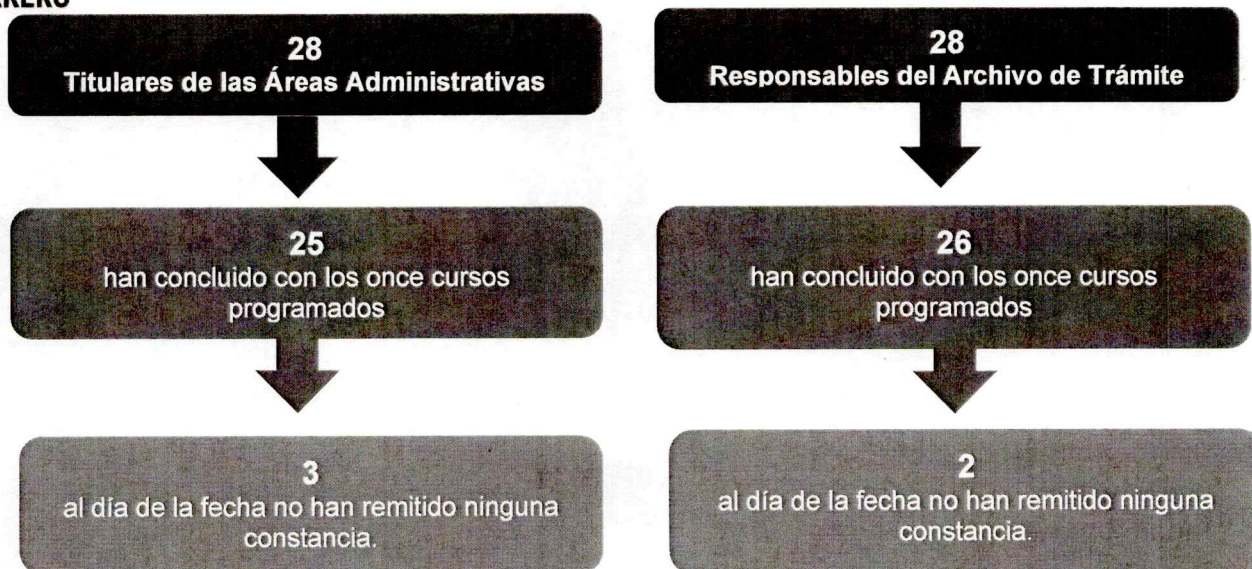 28
Titulares de las Áreas Administrativas
25
han concluido con los once cursos
programados
3
al día de la fecha no han remitido ninguna
constancia.
28
Responsables del Archivo de Trámite
26
han concluido con los once cursos
programados
2
al día de la fecha no han remitido ninguna
constancia.